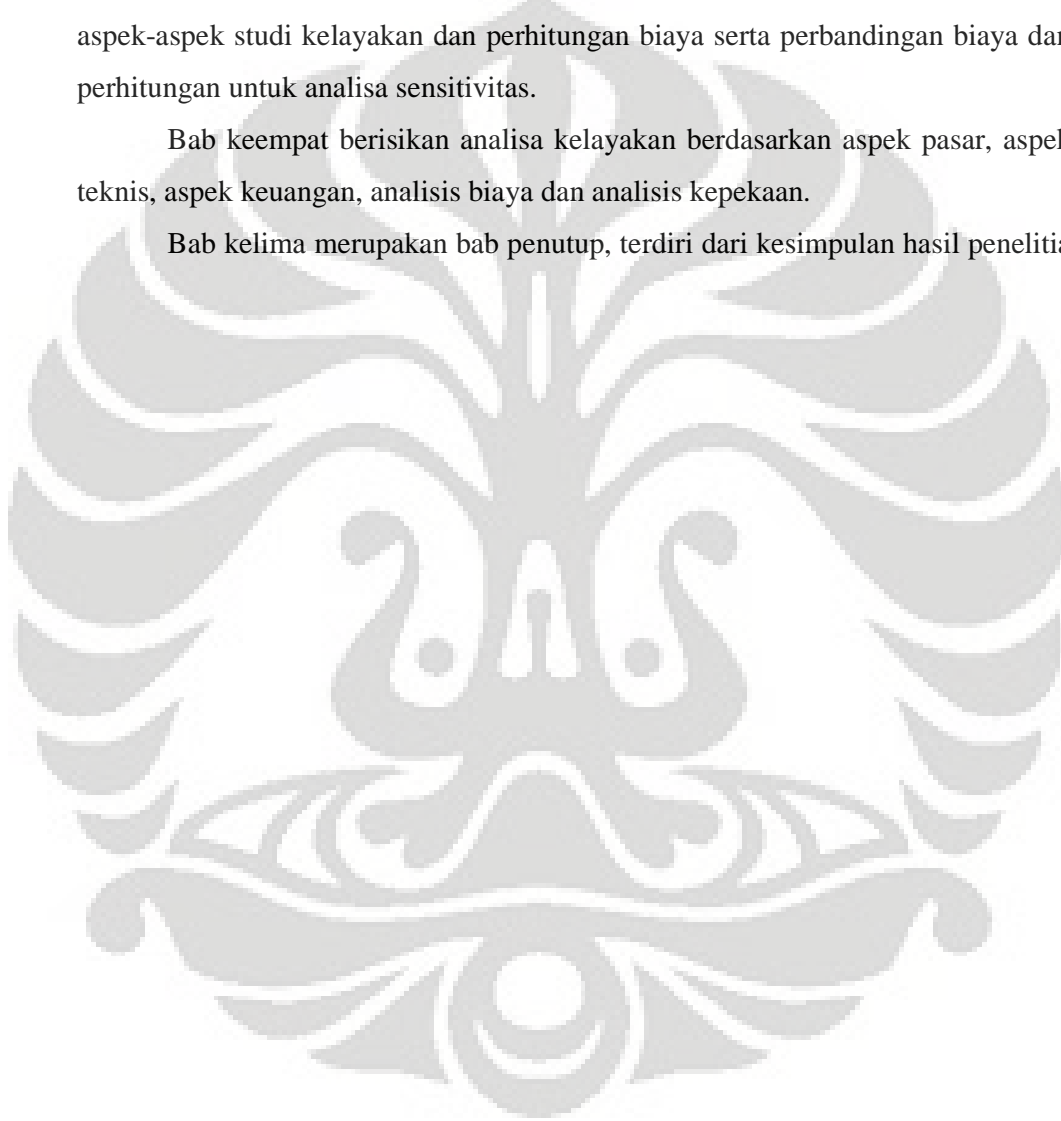 aspek-aspek studi kelayakan dan perhitungan biaya serta perbandingan biaya dan
perhitungan untuk analisa sensitivitas.
Bab keempat berisikan analisa kelayakan berdasarkan aspek pasar, aspek
teknis, aspek keuangan, analisis biaya dan analisis kepekaan.
Bab kelima merupakan bab penutup, terdiri dari kesimpulan hasil penelitia